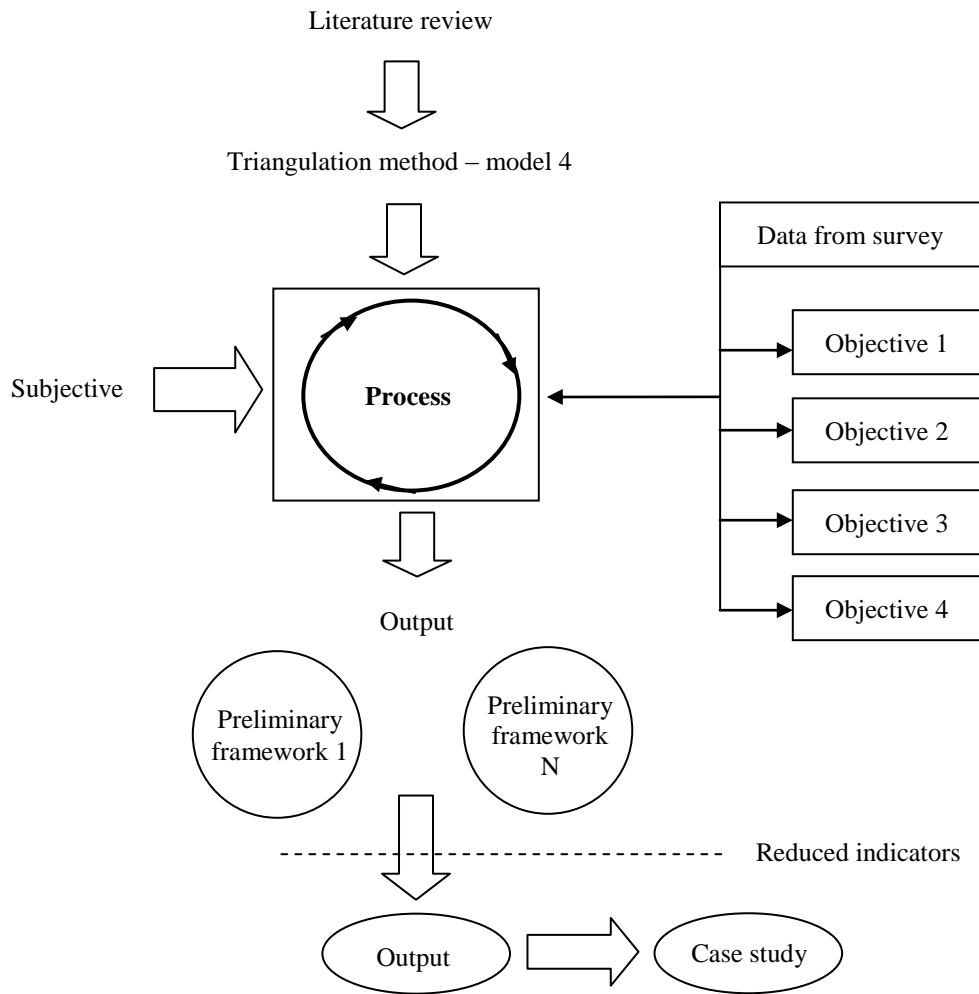 Literature review
Triangulation method – model 4
Data from survey
Objective 1
Subjective
Process
Objective 2
Objective 3
Objective 4
Output
Preliminary
framework 1
Preliminary
framework
N
Reduced indicators
Output
Case study